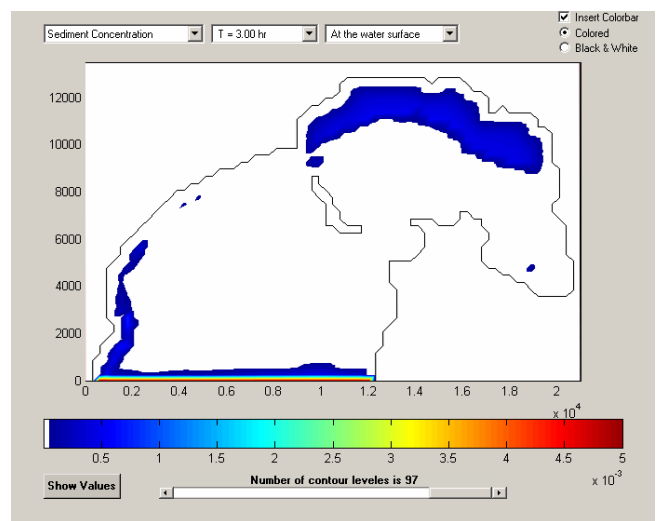 Insert Colorbar
Sediment Concentration T = 3.00 hr At the water surface
Colored
Black & White
12000
10000
8000
6000
4000
2000
0
0 0.2 0.4 0.6 0.8 1 1.2 1.4 1.6 1.8 2
x 10^4
0.5 1 1.5 2 2.5 3 3.5 4 4.5 5
x 10^-3
Number of contour leveles is 97
Show Values